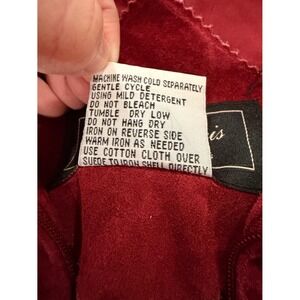 MACHINE WASH COLD SEPARATELY
GENTLE CYCLE
USING MILD DETERGENT
DO NOT BLEACH
TUMBLE DRY LOW
DO NOT HANG DRY
IRON ON REVERSE SIDE
WARM IRON AS NEEDED
USE COTTON CLOTH OVER
SUEDE TO IRON SHELL DIRECTLY